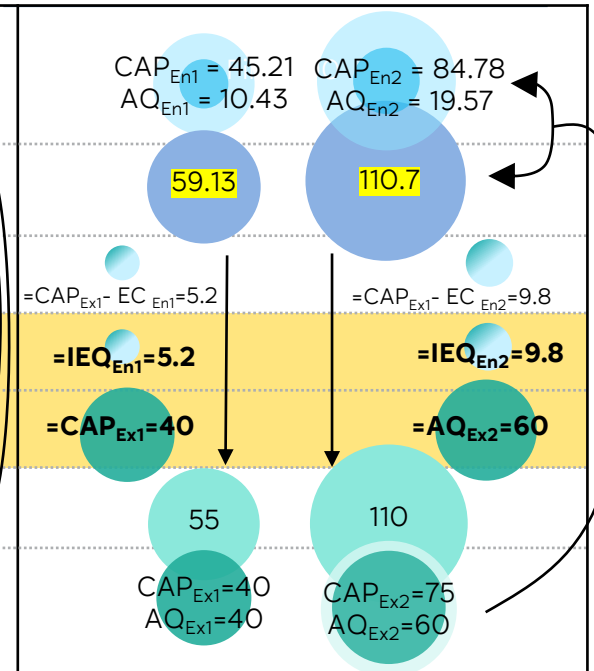 CAPEn1 = 45.21 CAPEn2 = 84.78
AQEn1 = 10.43 AQEn2 = 19.57
59.13 110.7
=CAPEx1- EC En1=5.2 =CAPEx1- EC En2=9.8
=IEQEn1=5.2 =IEQEn2=9.8
=CAPEx1=40 =AQEx2=60
55 110
CAPEx1=40 CAPEx2=75
AQEx1=40 AQEx2=60